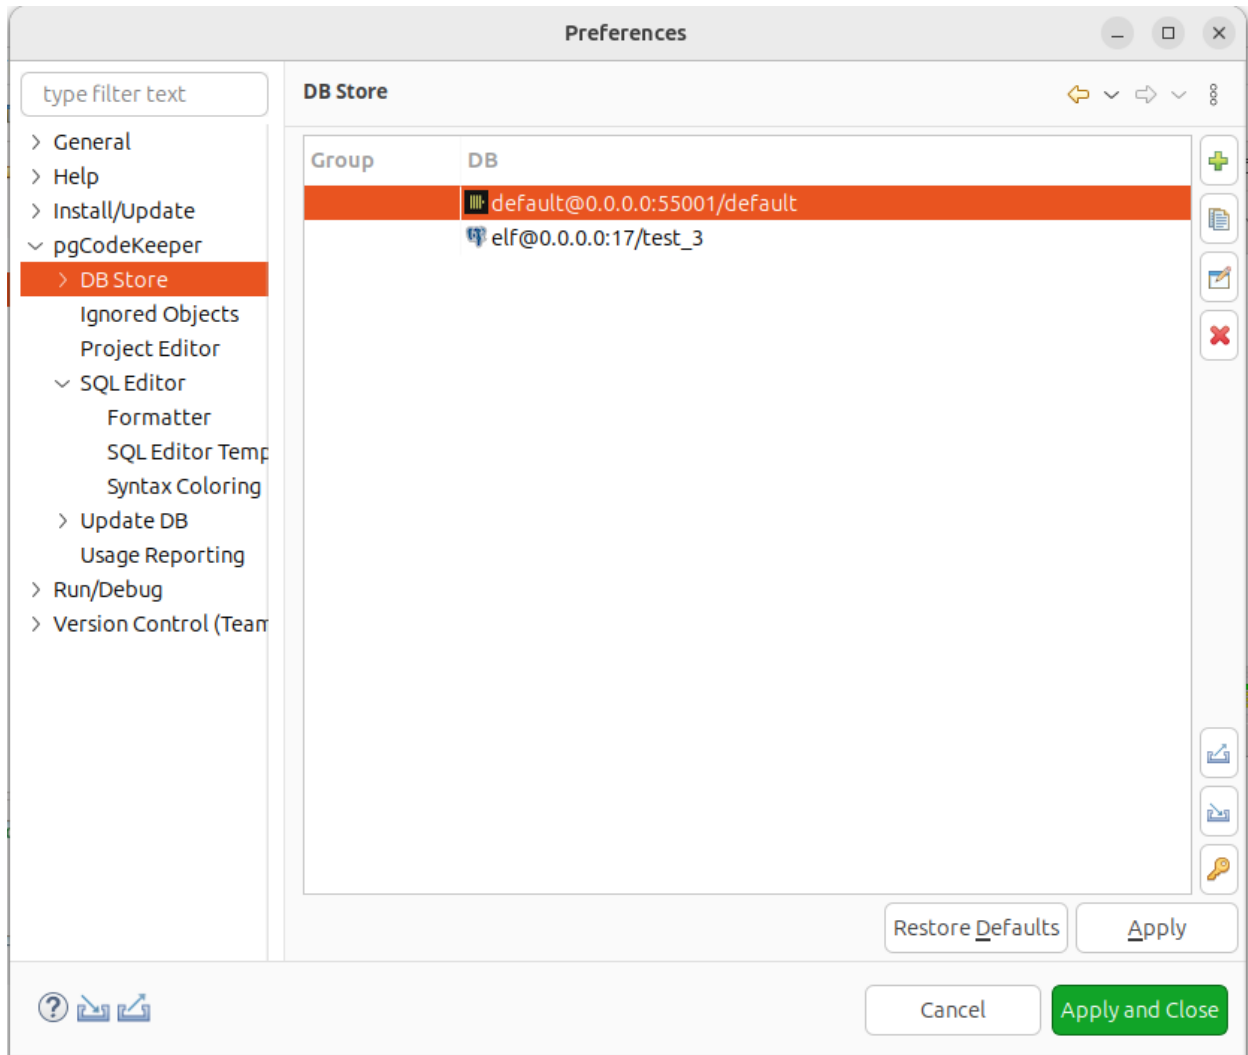 Preferences
type filter text
General
Help
Install/Update
pgCodeKeeper
DB Store
Ignored Objects
Project Editor
SQL Editor
Formatter
SQL Editor Temp
Syntax Coloring
Update DB
Usage Reporting
Run/Debug
Version Control (Team
DB Store
Group DB
default@0.0.0.0:55001/default
elf@0.0.0.0:17/test_3
Restore Defaults Apply
Cancel Apply and Close